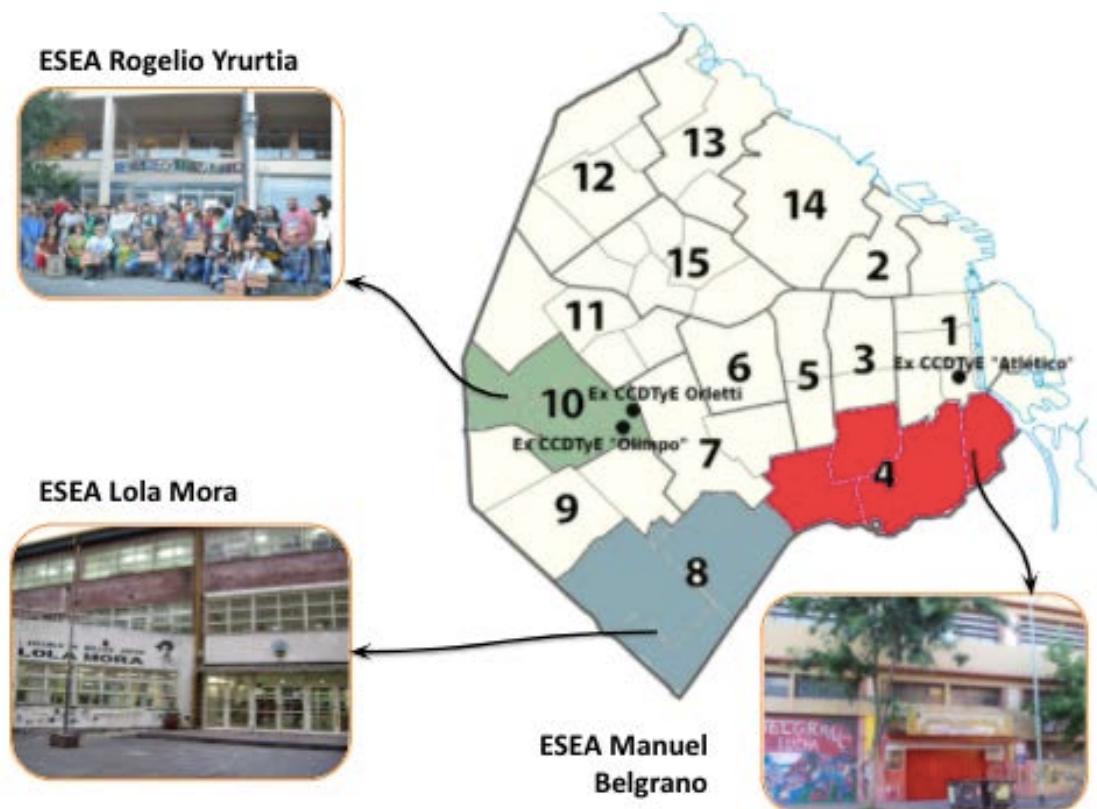 ESEA Rogelio Yrurtia
13
12
14
15
2
11
1
Ex CCDTyE "Atlético"
6
5
3
Ex CCDTyE Orletti
10
Ex CCDTyE "Olimpo"
7
4
9
8
ESEA Lola Mora
LOLA MORA
ESEA Manuel
Belgrano